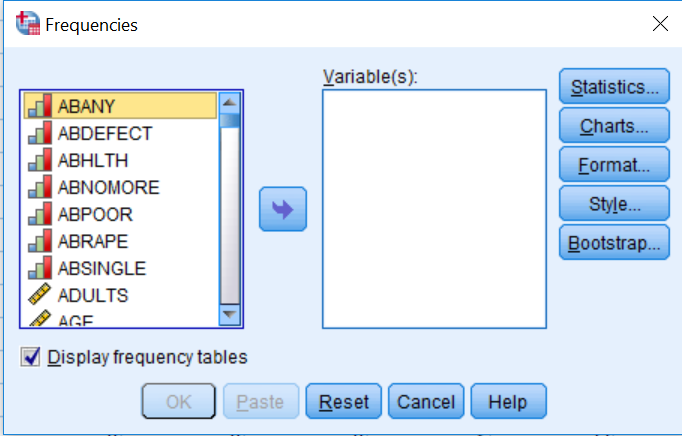 Frequencies
Variable(s):
ABANY
ABDEFECT
ABHLTH
ABNOMORE
ABPOOR
ABRAPE
ABSINGLE
ADULTS
AGE
Statistics...
Charts...
Format...
Style...
Bootstrap...
Display frequency tables
OK
Paste
Reset
Cancel
Help